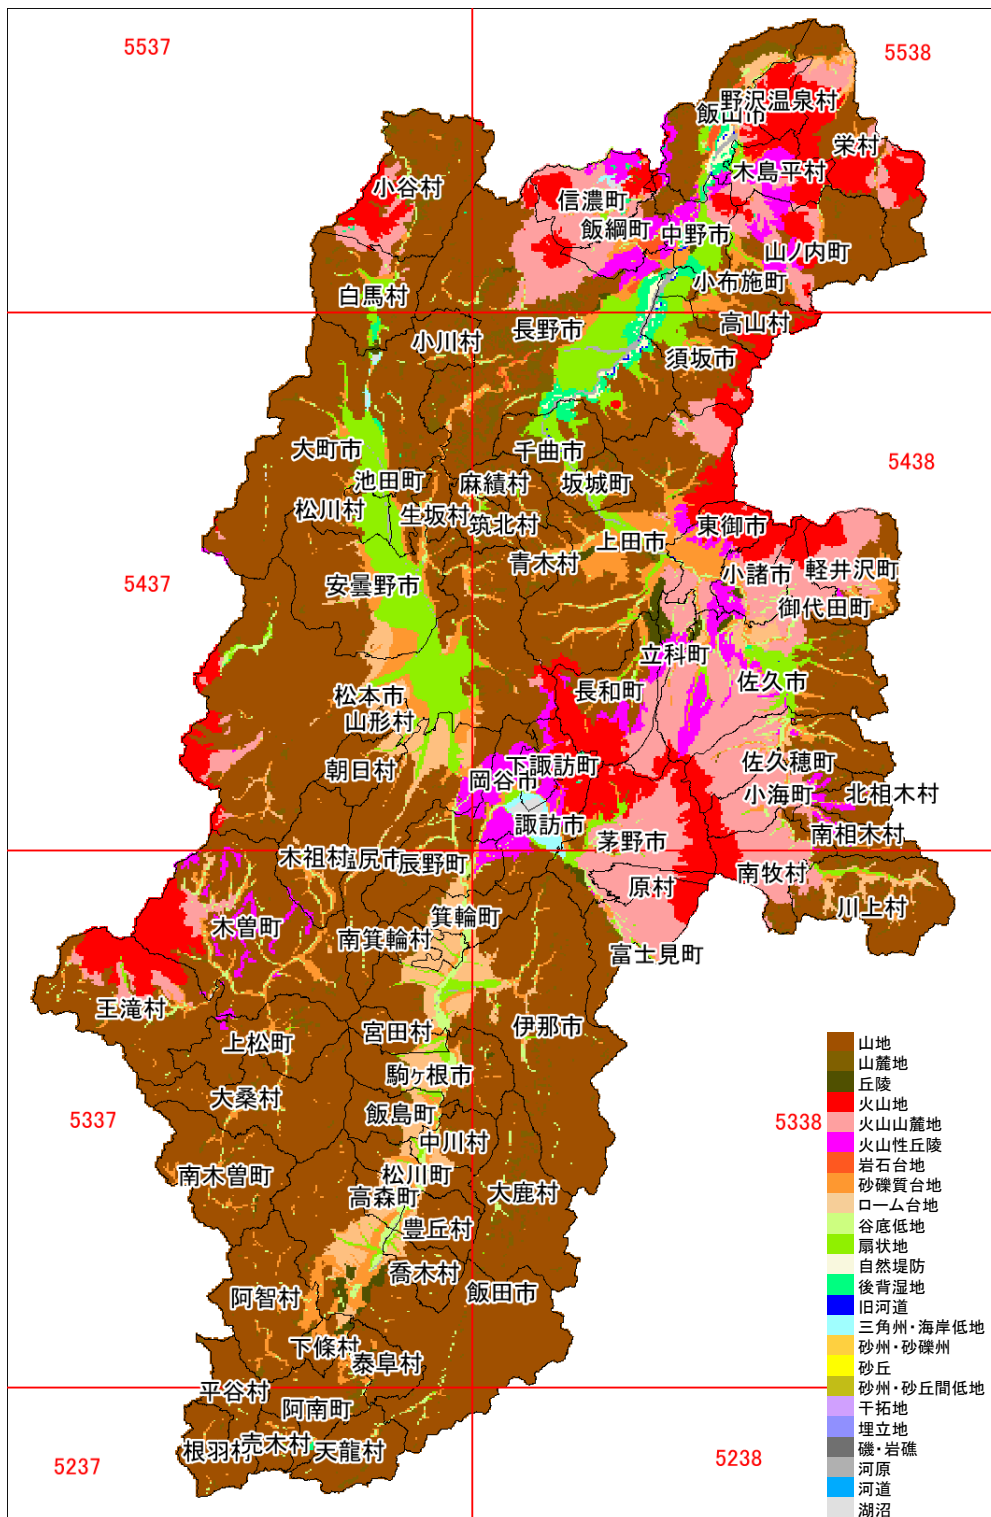 5537
5538
野沢温泉村
飯山市
栄村
木島平村
小谷村
信濃町
飯綱町
中野市
山ノ内町
小布施町
白馬村
高山村
長野市
小川村
須坂市
大町市
千曲市
5438
池田町
麻績村
坂城町
松川村
生坂村
筑北村
東御市
上田市
青木村
小諸市
軽井沢町
5437
安曇野市
御代田町
立科町
佐久市
長和町
松本市
山形村
朝日村
下諏訪町
佐久穂町
岡谷市
小海町
北相木村
諏訪市
南相木村
茅野市
木祖村
塩尻市
辰野町
南牧村
原村
川上村
箕輪町
木曽町
南箕輪村
富士見町
王滝村
宮田村
伊那市
上松町
駒ヶ根市
大桑村
飯島町
5337
5338
中川村
松川町
南木曽町
高森町
大鹿村
豊丘村
喬木村
阿智村
飯田市
下條村
泰阜村
平谷村
阿南町
根羽村
売木村
天龍村
5237
5238
山地
山麓地
丘陵
火山地
火山山麓地
火山性丘陵
岩石台地
砂礫質台地
ローム台地
谷底低地
扇状地
自然堤防
後背湿地
旧河道
三角州・海岸低地
砂州・砂礫州
砂丘
砂州・砂丘間低地
干拓地
埋立地
磯・岩礁
河原
河道
湖沼